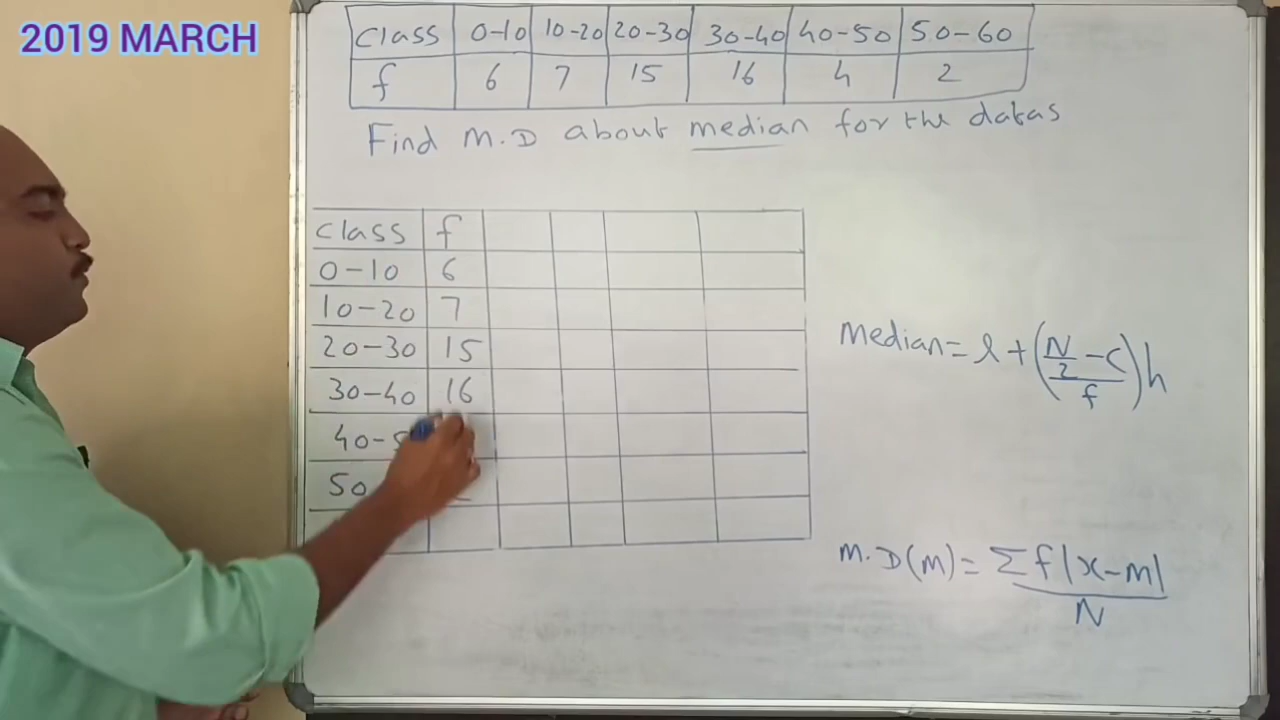 2019 MARCH
Class 0-10 10-20 20-30 30-40 40-50 50-60
f 6 7 15 16 4 2
Find M.D about median for the datas
Class f
0-10 6
10-20 7
20-30 15
30-40 16
40-
50
Median = l + (N/2 - C / f) h
M.D(m) = Σ f|x-m| / N